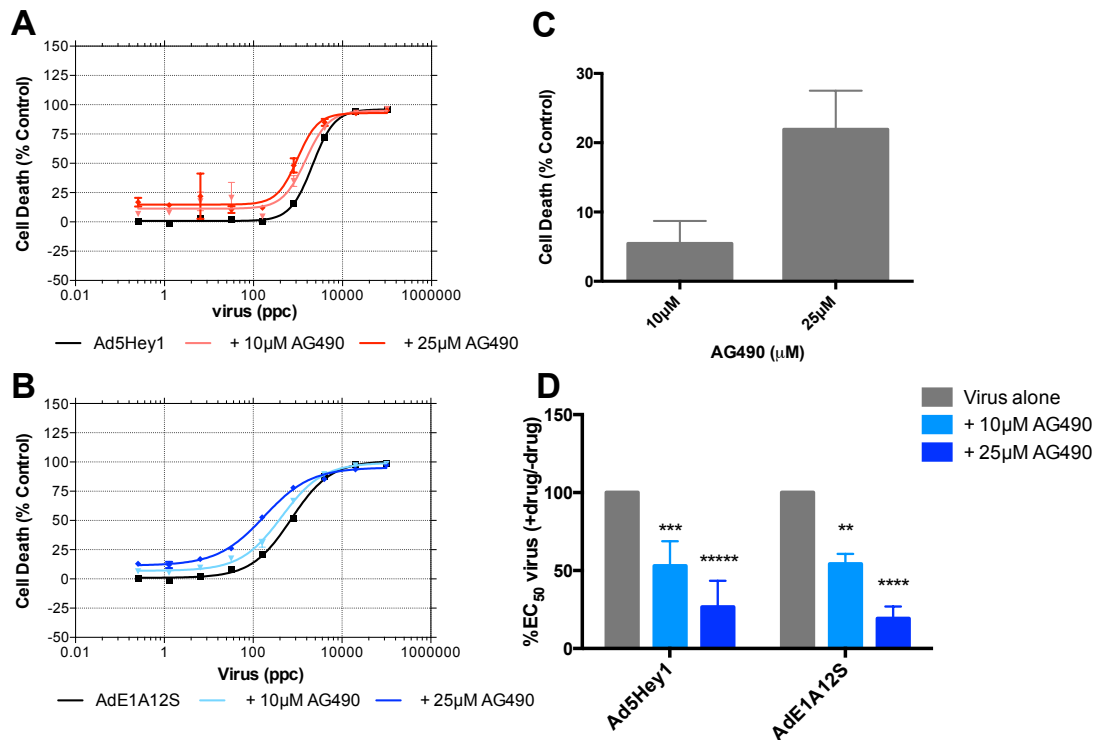 A
Cell Death (% Control)
150
125
100
75
50
25
0
-25
-50
0.01
1
100
10000
1000000
virus (ppc)
Ad5Hey1
+ 10µM AG490
+ 25µM AG490
B
Cell Death (% Control)
150
125
100
75
50
25
0
-25
-50
0.01
1
100
10000
1000000
Virus (ppc)
AdE1A12S
+ 10µM AG490
+ 25µM AG490
C
Cell Death (% Control)
30
20
10
0
10µM
25µM
AG490 (µM)
D
Virus alone
+ 10µM AG490
+ 25µM AG490
%EC50 virus (+drug/-drug)
150
100
50
0
***
*****
**
****
Ad5Hey1
AdE1A12S